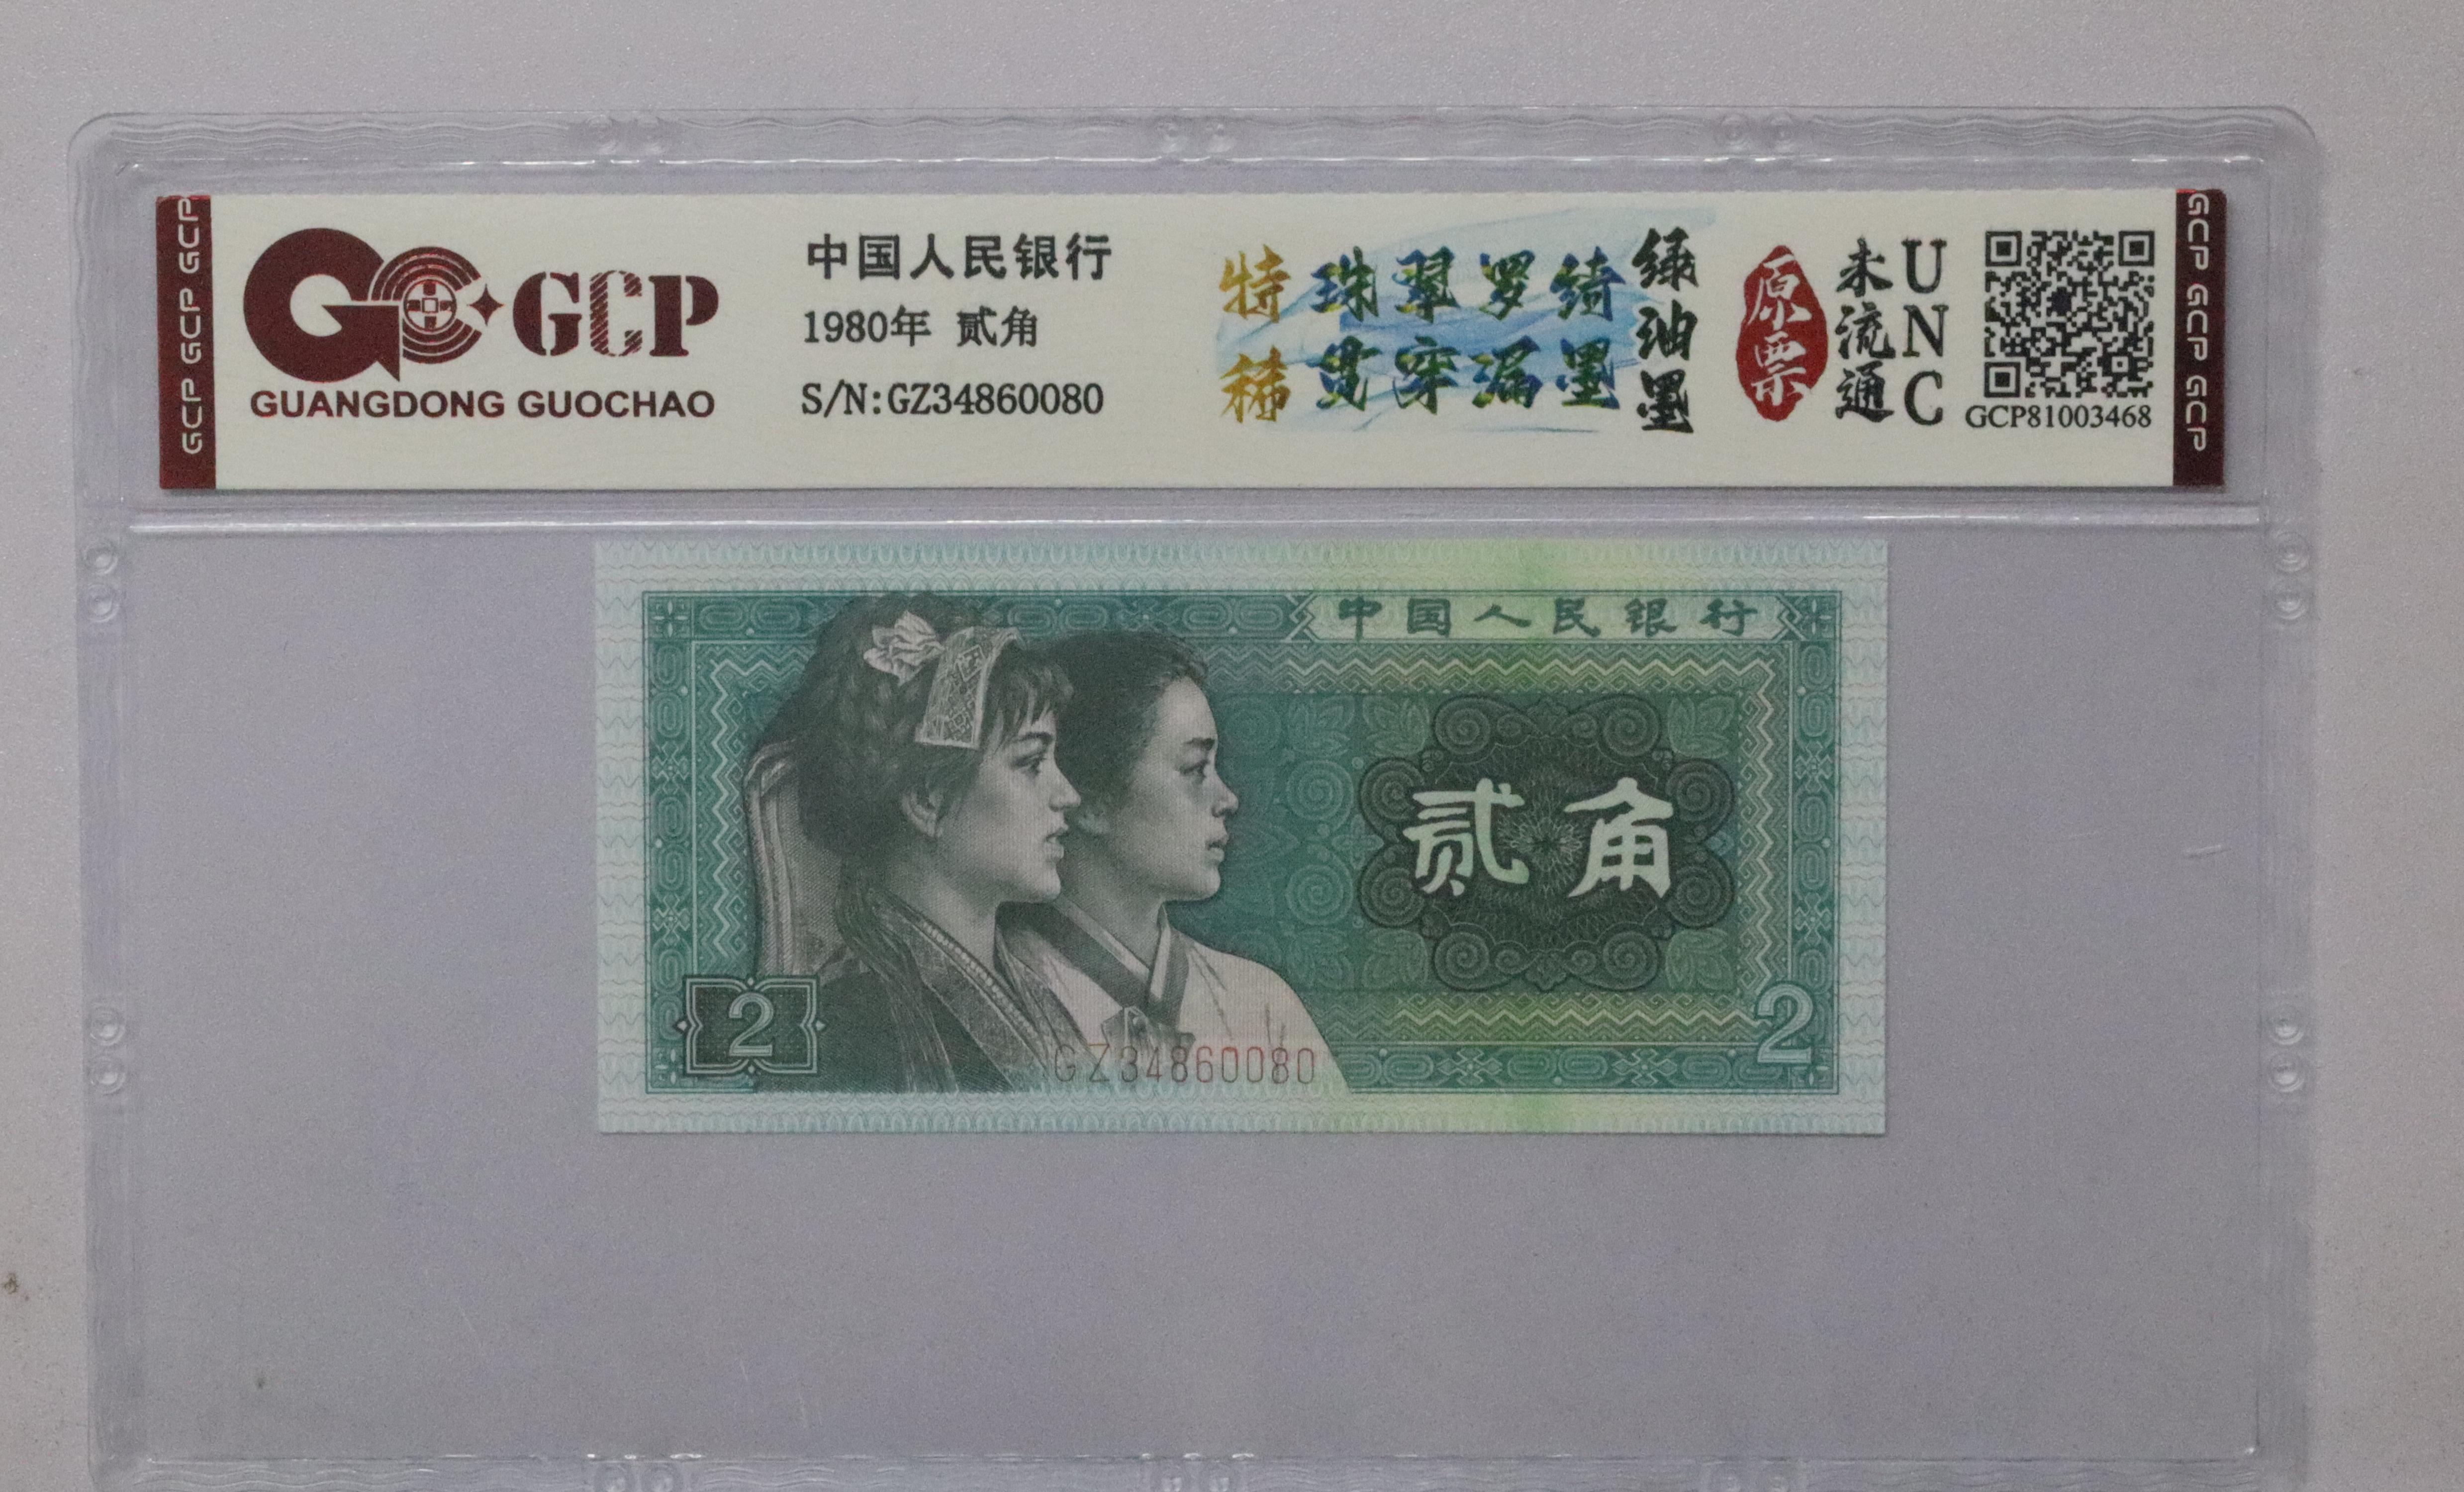 GCP GCP GCP
GCP
GUANGDONG GUOCHAO
中国人民银行
1980年 贰角
S/N:GZ34860080
特稀
珠翠罗绮
贯穿漏墨
绿油墨
原票
未流通
UNC
GCP81003468
GCP GCP GCP
中国人民银行
贰角
2
GZ34860080
2